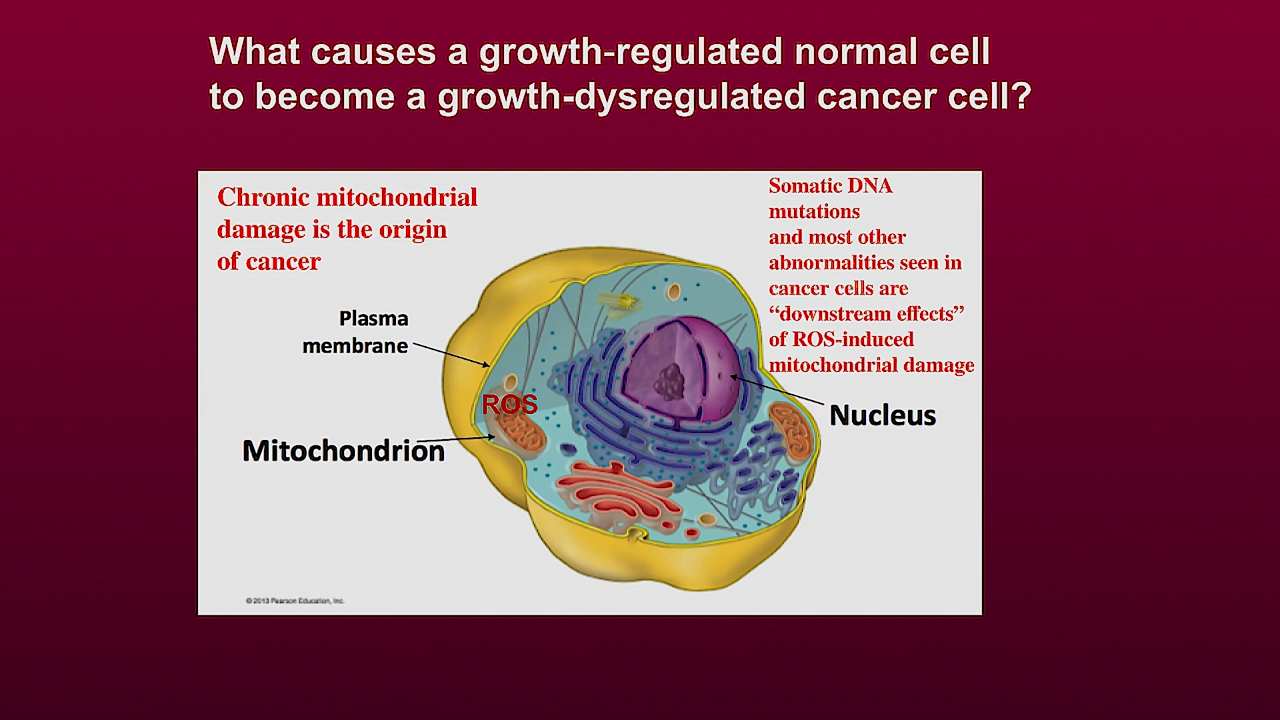 What causes a growth-regulated normal cell
to become a growth-dysregulated cancer cell?
Chronic mitochondrial
damage is the origin
of cancer
Somatic DNA
mutations
and most other
abnormalities seen in
cancer cells are
“downstream effects”
of ROS-induced
mitochondrial damage
Plasma
membrane
ROS
Nucleus
Mitochondrion
© 2013 Pearson Education, Inc.